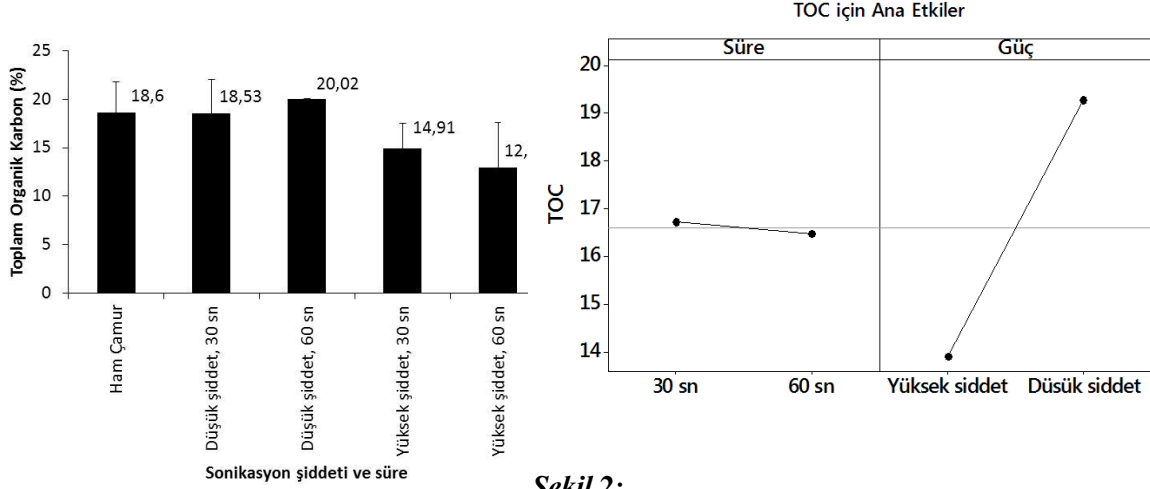 Toplam Organik Karbon (%)
25
20
15
10
5
0
18,6
18,53
20,02
14,91
12,
Ham Çamur
Düşük şiddet, 30 sn
Düşük şiddet, 60 sn
Yüksek şiddet, 30 sn
Yüksek şiddet, 60 sn
Sonikasyon şiddeti ve süre
TOC için Ana Etkiler
Süre
Güç
TOC
20
19
18
17
16
15
14
30 sn
60 sn
Yüksek siddet
Düsük siddet
Şekil 2: